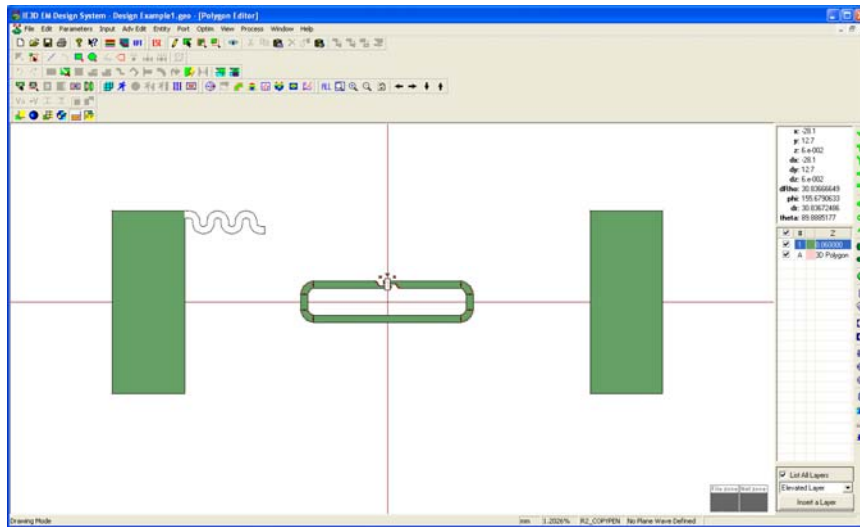 IE3D EM Design System - Design Example1.geo - [Polygon Editor]
File Edit Parameters Input Adv Edit Entity Port Optim View Process Window Help
ALL
x: -28.1
y: 12.7
z: 6.e-002
dx: -28.1
dy: 12.7
dz: 6.e-002
dRho: 30.83666649
phi: 155.6790633
dr: 30.83672486
theta: 89.8885177
# Z
1 0.060000
A 3D Polygon
List All Layers
Elevated Layer
Insert a Layer
Drawing Mode
mm 1.2026% R2_COPYPEN No Plane Wave Defined